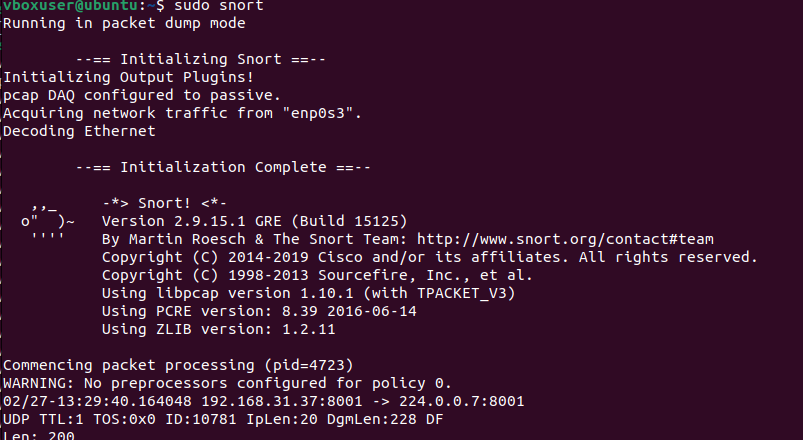 vboxuser@ubuntu:~$ sudo snort
Running in packet dump mode
--== Initializing Snort ==--
Initializing Output Plugins!
pcap DAQ configured to passive.
Acquiring network traffic from "enp0s3".
Decoding Ethernet
--== Initialization Complete ==--
,,_     -*> Snort! <*-
o"  )~   Version 2.9.15.1 GRE (Build 15125)
''''    By Martin Roesch & The Snort Team: http://www.snort.org/contact#team
Copyright (C) 2014-2019 Cisco and/or its affiliates. All rights reserved.
Copyright (C) 1998-2013 Sourcefire, Inc., et al.
Using libpcap version 1.10.1 (with TPACKET_V3)
Using PCRE version: 8.39 2016-06-14
Using ZLIB version: 1.2.11
Commencing packet processing (pid=4723)
WARNING: No preprocessors configured for policy 0.
02/27-13:29:40.164048 192.168.31.37:8001 -> 224.0.0.7:8001
UDP TTL:1 TOS:0x0 ID:10781 IpLen:20 DgmLen:228 DF
Len: 200